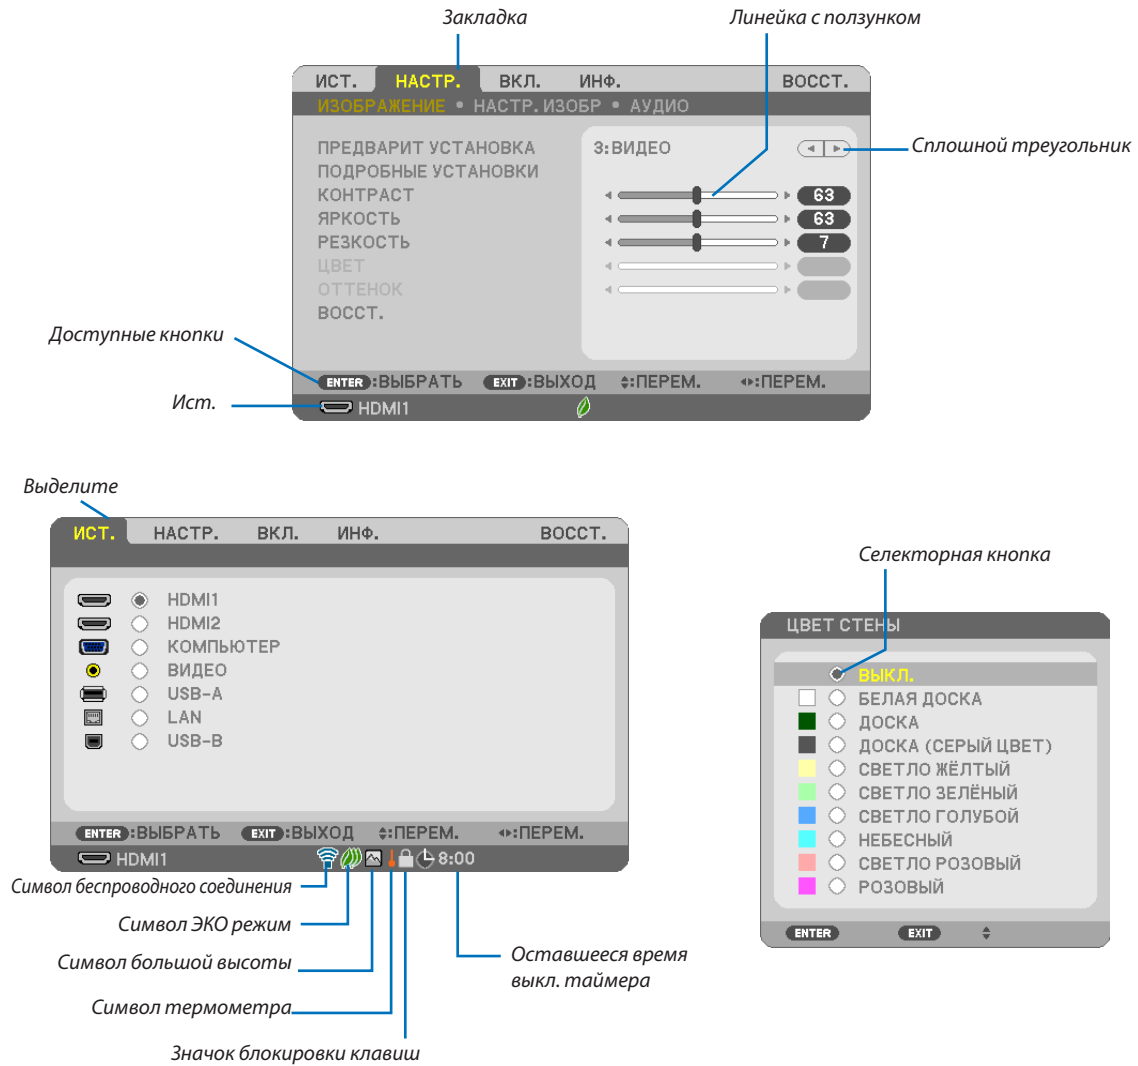 Закладка
Линейка с ползунком
ИСТ. НАСТР. ВКЛ. ИНФ. ВОССТ.
ИЗОБРАЖЕНИЕ • НАСТР. ИЗОБР • АУДИО
ПРЕДВАРИТ УСТАНОВКА 3:ВИДЕО
Сплошной треугольник
ПОДРОБНЫЕ УСТАНОВКИ
КОНТРАСТ 63
ЯРКОСТЬ 63
РЕЗКОСТЬ 7
ЦВЕТ
ОТТЕНОК
ВОССТ.
Доступные кнопки
ENTER :ВЫБРАТЬ EXIT :ВЫХОД :ПЕРЕМ. :ПЕРЕМ.
Ист.
HDMI1
Выделите
ИСТ. НАСТР. ВКЛ. ИНФ. ВОССТ.
HDMI1
HDMI2
КОМПЬЮТЕР
ВИДЕО
USB-A
LAN
USB-B
ENTER :ВЫБРАТЬ EXIT :ВЫХОД :ПЕРЕМ. :ПЕРЕМ.
HDMI1 8:00
Символ беспроводного соединения
Символ ЭКО режим
Символ большой высоты
Символ термометра
Значок блокировки клавиш
Оставшееся время
выкл. таймера
Селекторная кнопка
ЦВЕТ СТЕНЫ
ВЫКЛ.
БЕЛАЯ ДОСКА
ДОСКА
ДОСКА (СЕРЫЙ ЦВЕТ)
СВЕТЛО ЖЁЛТЫЙ
СВЕТЛО ЗЕЛЁНЫЙ
СВЕТЛО ГОЛУБОЙ
НЕБЕСНЫЙ
СВЕТЛО РОЗОВЫЙ
РОЗОВЫЙ
ENTER EXIT